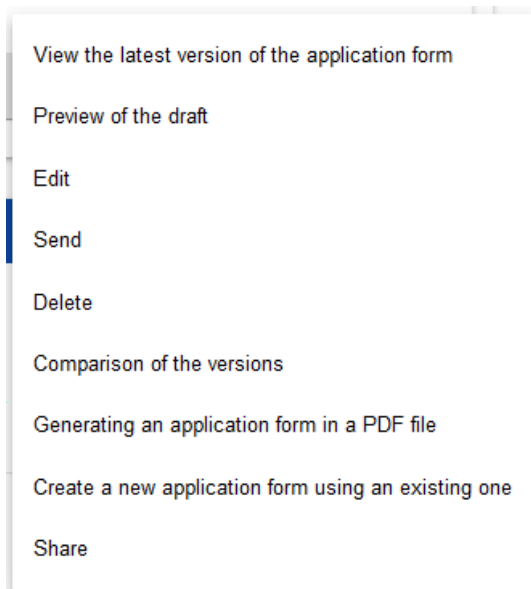 View the latest version of the application form
Preview of the draft
Edit
Send
Delete
Comparison of the versions
Generating an application form in a PDF file
Create a new application form using an existing one
Share